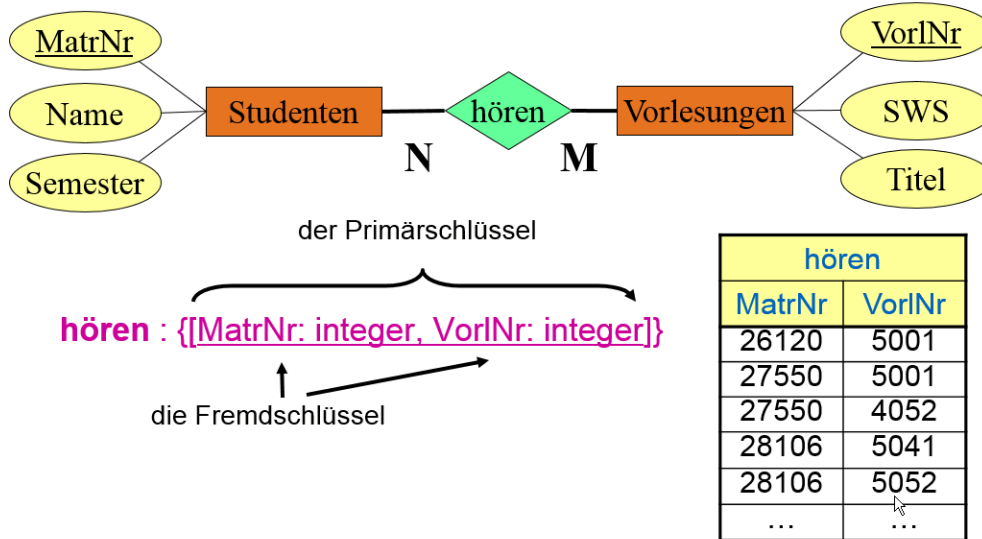 MatrNr
Name
Semester
Studenten
N
hören
M
Vorlesungen
VorlNr
SWS
Titel
der Primärschlüssel
hören : {[MatrNr: integer, VorlNr: integer]}
die Fremdschlüssel
hören
MatrNr VorlNr
26120 5001
27550 5001
27550 4052
28106 5041
28106 5052
... ...